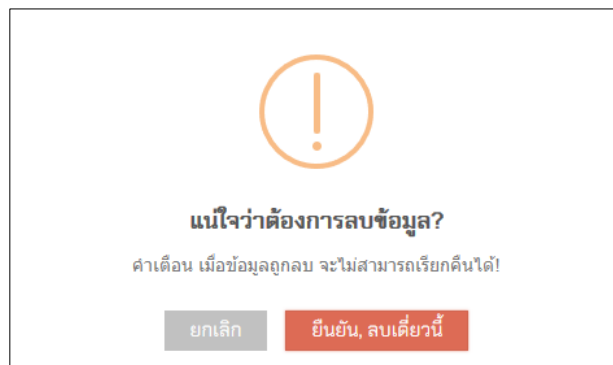 แน่ใจว่าต้องการลบข้อมูล?
คำเตือน เมื่อข้อมูลถูกลบ จะไม่สามารถเรียกคืนได้!
ยกเลิก
ยืนยัน, ลบเดี๋ยวนี้